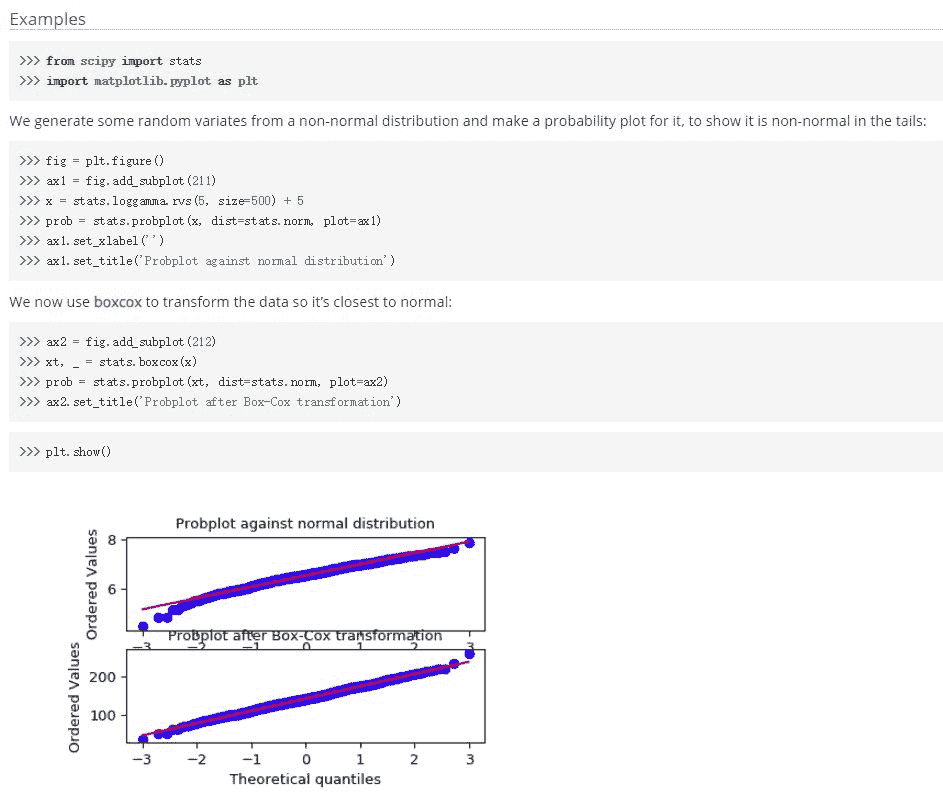 Examples
>>> from scipy import stats
>>> import matplotlib.pyplot as plt
We generate some random variates from a non-normal distribution and make a probability plot for it, to show it is non-normal in the tails:
>>> fig = plt.figure()
>>> ax1 = fig.add_subplot(211)
>>> x = stats.loggamma.rvs(5, size=500) + 5
>>> prob = stats.probplot(x, dist=stats.norm, plot=ax1)
>>> ax1.set_xlabel('')
>>> ax1.set_title('Probplot against normal distribution')
We now use boxcox to transform the data so it's closest to normal:
>>> ax2 = fig.add_subplot(212)
>>> xt, _ = stats.boxcox(x)
>>> prob = stats.probplot(xt, dist=stats.norm, plot=ax2)
>>> ax2.set_title('Probplot after Box-Cox transformation')
>>> plt.show()
Probplot against normal distribution
Ordered Values
8
6
−3 −2 −1 0 1 2 3
Probplot after Box-Cox transformation
Ordered Values
200
100
−3 −2 −1 0 1 2 3
Theoretical quantiles